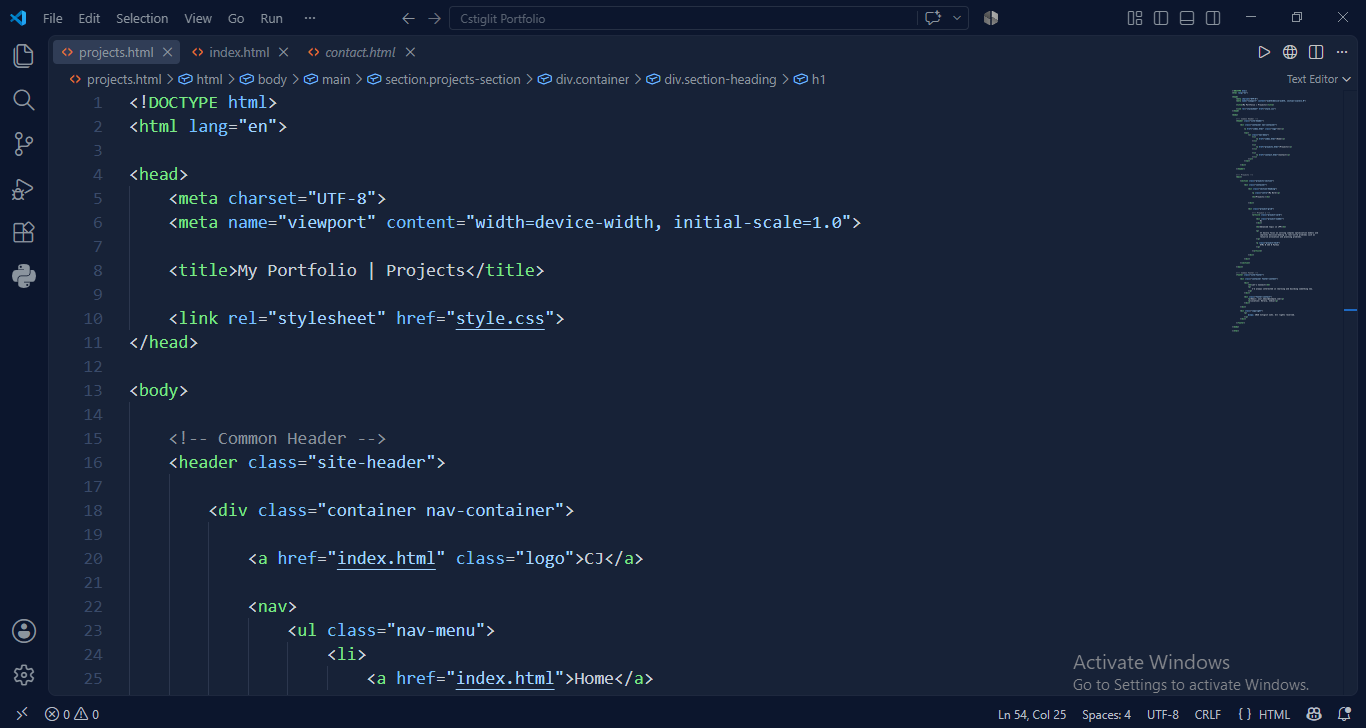 File Edit Selection View Go Run ···
Cstiglit Portfolio
projects.html index.html contact.html
projects.html > html > body > main > section.projects-section > div.container > div.section-heading > h1
Text Editor
1 <!DOCTYPE html>
2 <html lang="en">
3
4 <head>
5 <meta charset="UTF-8">
6 <meta name="viewport" content="width=device-width, initial-scale=1.0">
7
8 <title>My Portfolio | Projects</title>
9
10 <link rel="stylesheet" href="style.css">
11 </head>
12
13 <body>
14
15 <!-- Common Header -->
16 <header class="site-header">
17
18 <div class="container nav-container">
19
20 <a href="index.html" class="logo">CJ</a>
21
22 <nav>
23 <ul class="nav-menu">
24 <li>
25 <a href="index.html">Home</a>
Activate Windows
Go to Settings to activate Windows.
0 0 Ln 54, Col 25 Spaces: 4 UTF-8 CRLF { } HTML